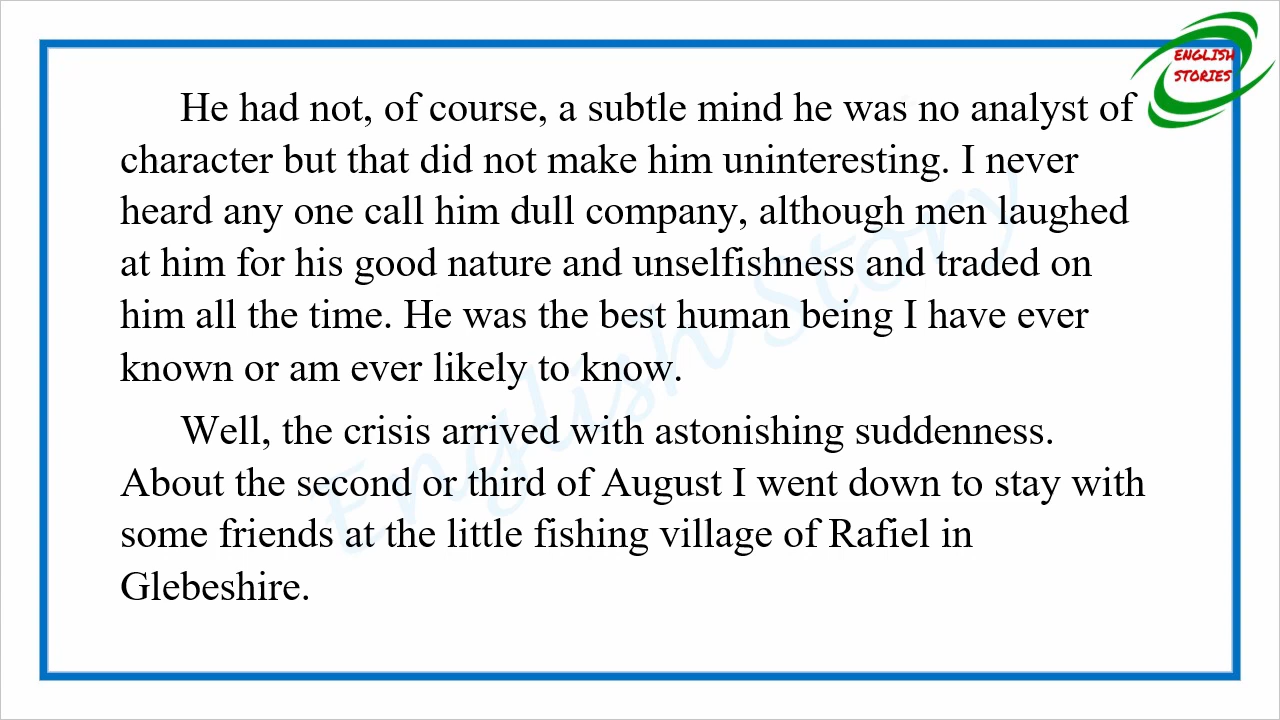 ENGLISH
STORIES
He had not, of course, a subtle mind he was no analyst of
character but that did not make him uninteresting. I never
heard any one call him dull company, although men laughed
at him for his good nature and unselfishness and traded on
him all the time. He was the best human being I have ever
known or am ever likely to know.
Well, the crisis arrived with astonishing suddenness.
About the second or third of August I went down to stay with
some friends at the little fishing village of Rafiel in
Glebeshire.
English Story